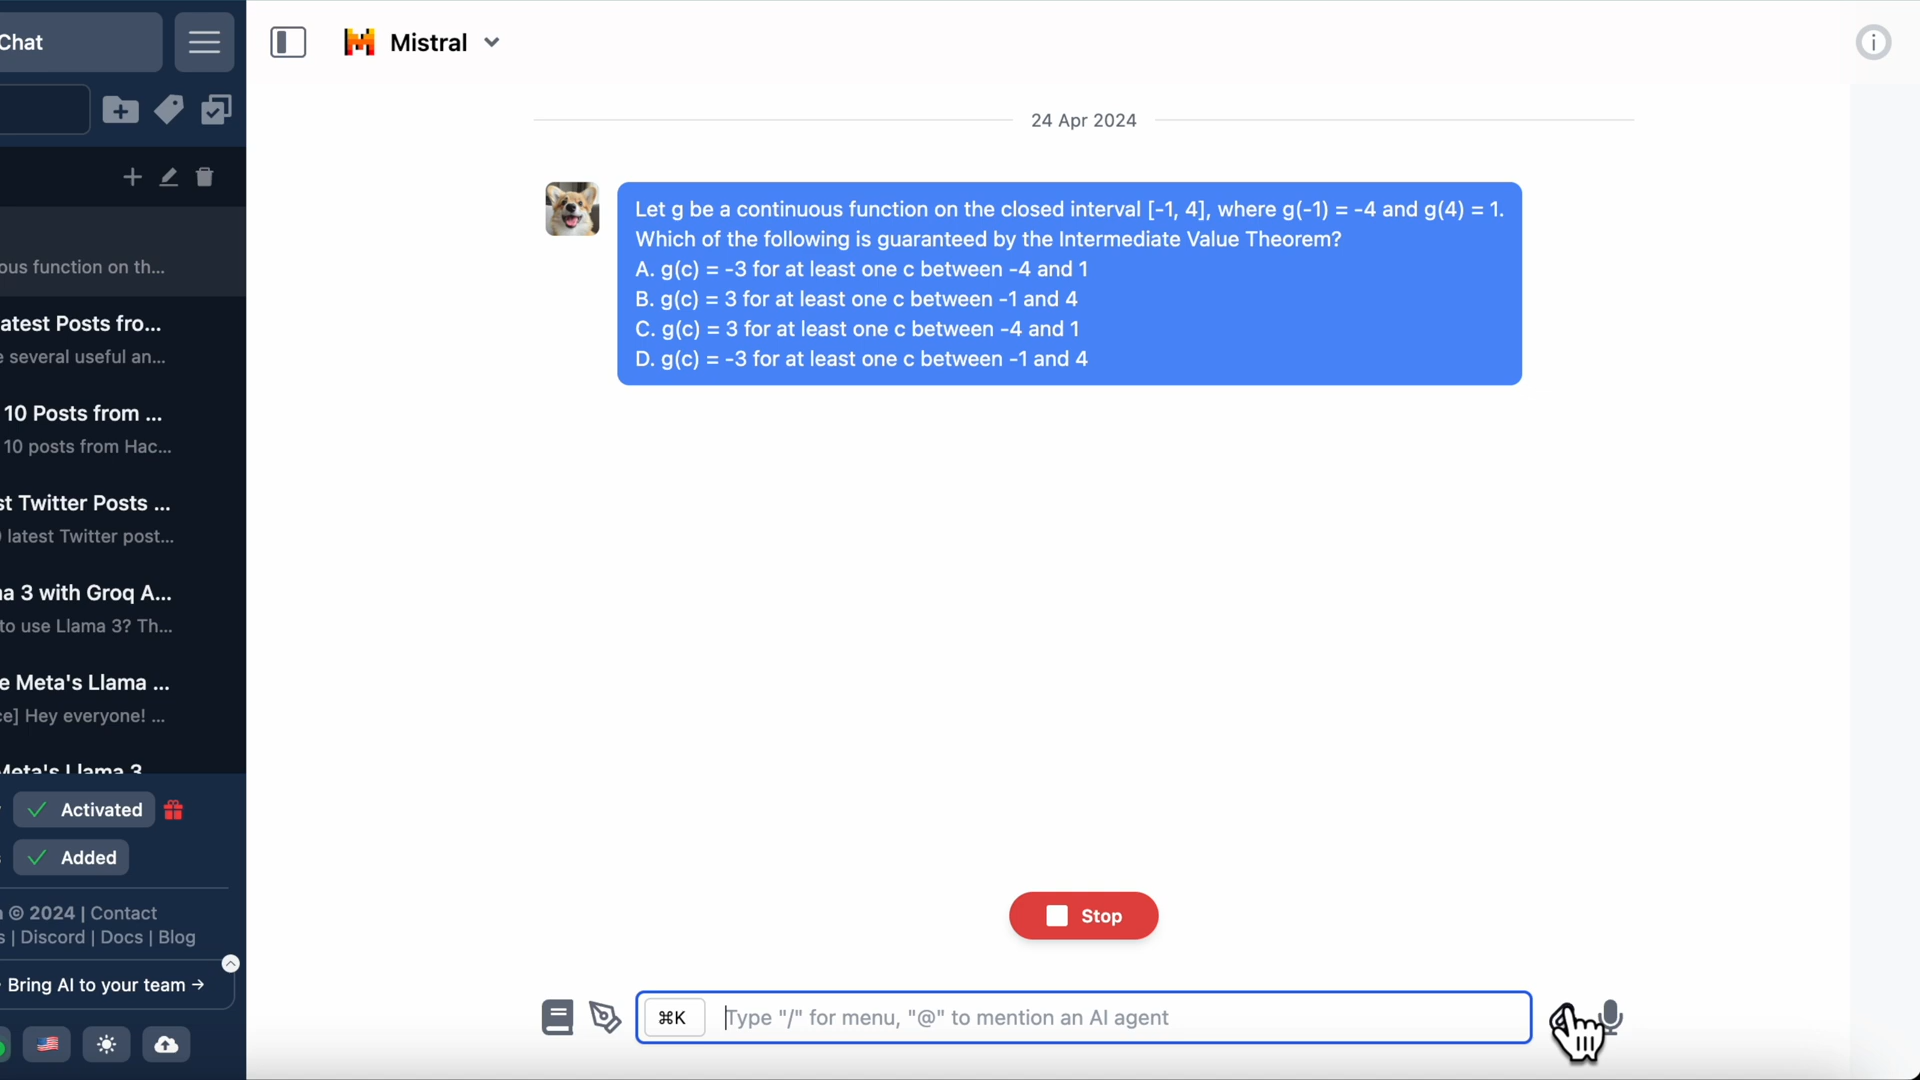 Chat
Mistral
24 Apr 2024
Let g be a continuous function on the closed interval [-1, 4], where g(-1) = -4 and g(4) = 1.
Which of the following is guaranteed by the Intermediate Value Theorem?
A. g(c) = -3 for at least one c between -4 and 1
B. g(c) = 3 for at least one c between -1 and 4
C. g(c) = 3 for at least one c between -4 and 1
D. g(c) = -3 for at least one c between -1 and 4
ous function on th...
atest Posts fro...
e several useful an...
10 Posts from ...
10 posts from Hac...
st Twitter Posts ...
latest Twitter post...
na 3 with Groq A...
to use Llama 3? Th...
e Meta's Llama ...
ce] Hey everyone! ...
Meta's Llama 3
Activated
Added
© 2024 | Contact
s | Discord | Docs | Blog
Bring AI to your team →
Stop
⌘K
Type "/" for menu, "@" to mention an AI agent